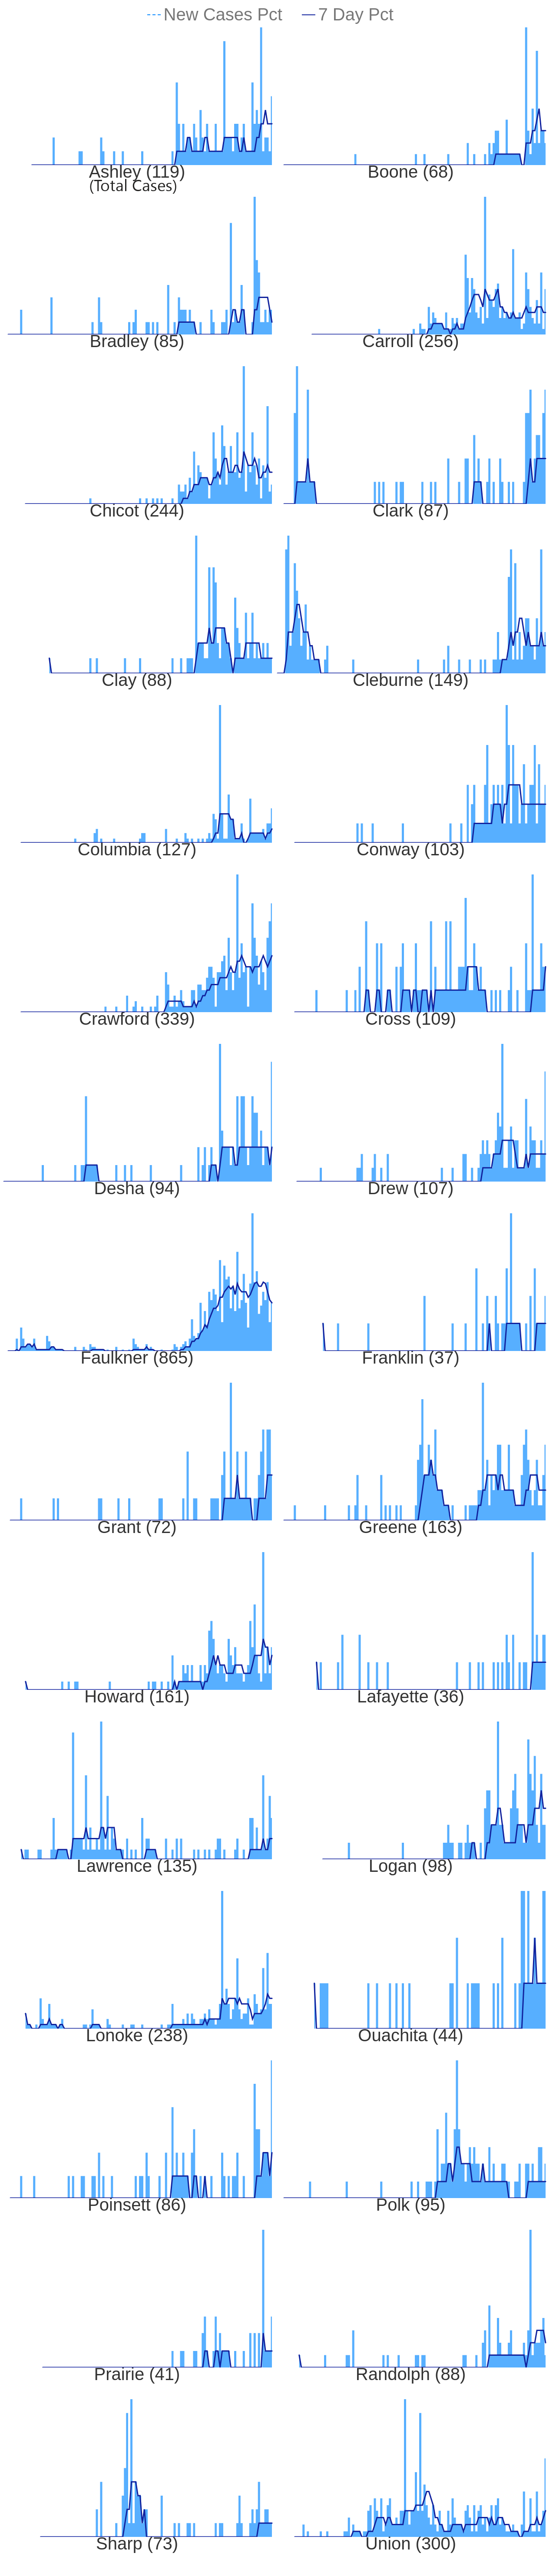 New Cases Pct 7 Day Pct
Ashley (119) Boone (68)
(Total Cases)
Bradley (85) Carroll (256)
Chicot (244) Clark (87)
Clay (88) Cleburne (149)
Columbia (127) Conway (103)
Crawford (339) Cross (109)
Desha (94) Drew (107)
Faulkner (865) Franklin (37)
Grant (72) Greene (163)
Howard (161) Lafayette (36)
Lawrence (135) Logan (98)
Lonoke (238) Ouachita (44)
Poinsett (86) Polk (95)
Prairie (41) Randolph (88)
Sharp (73) Union (300)